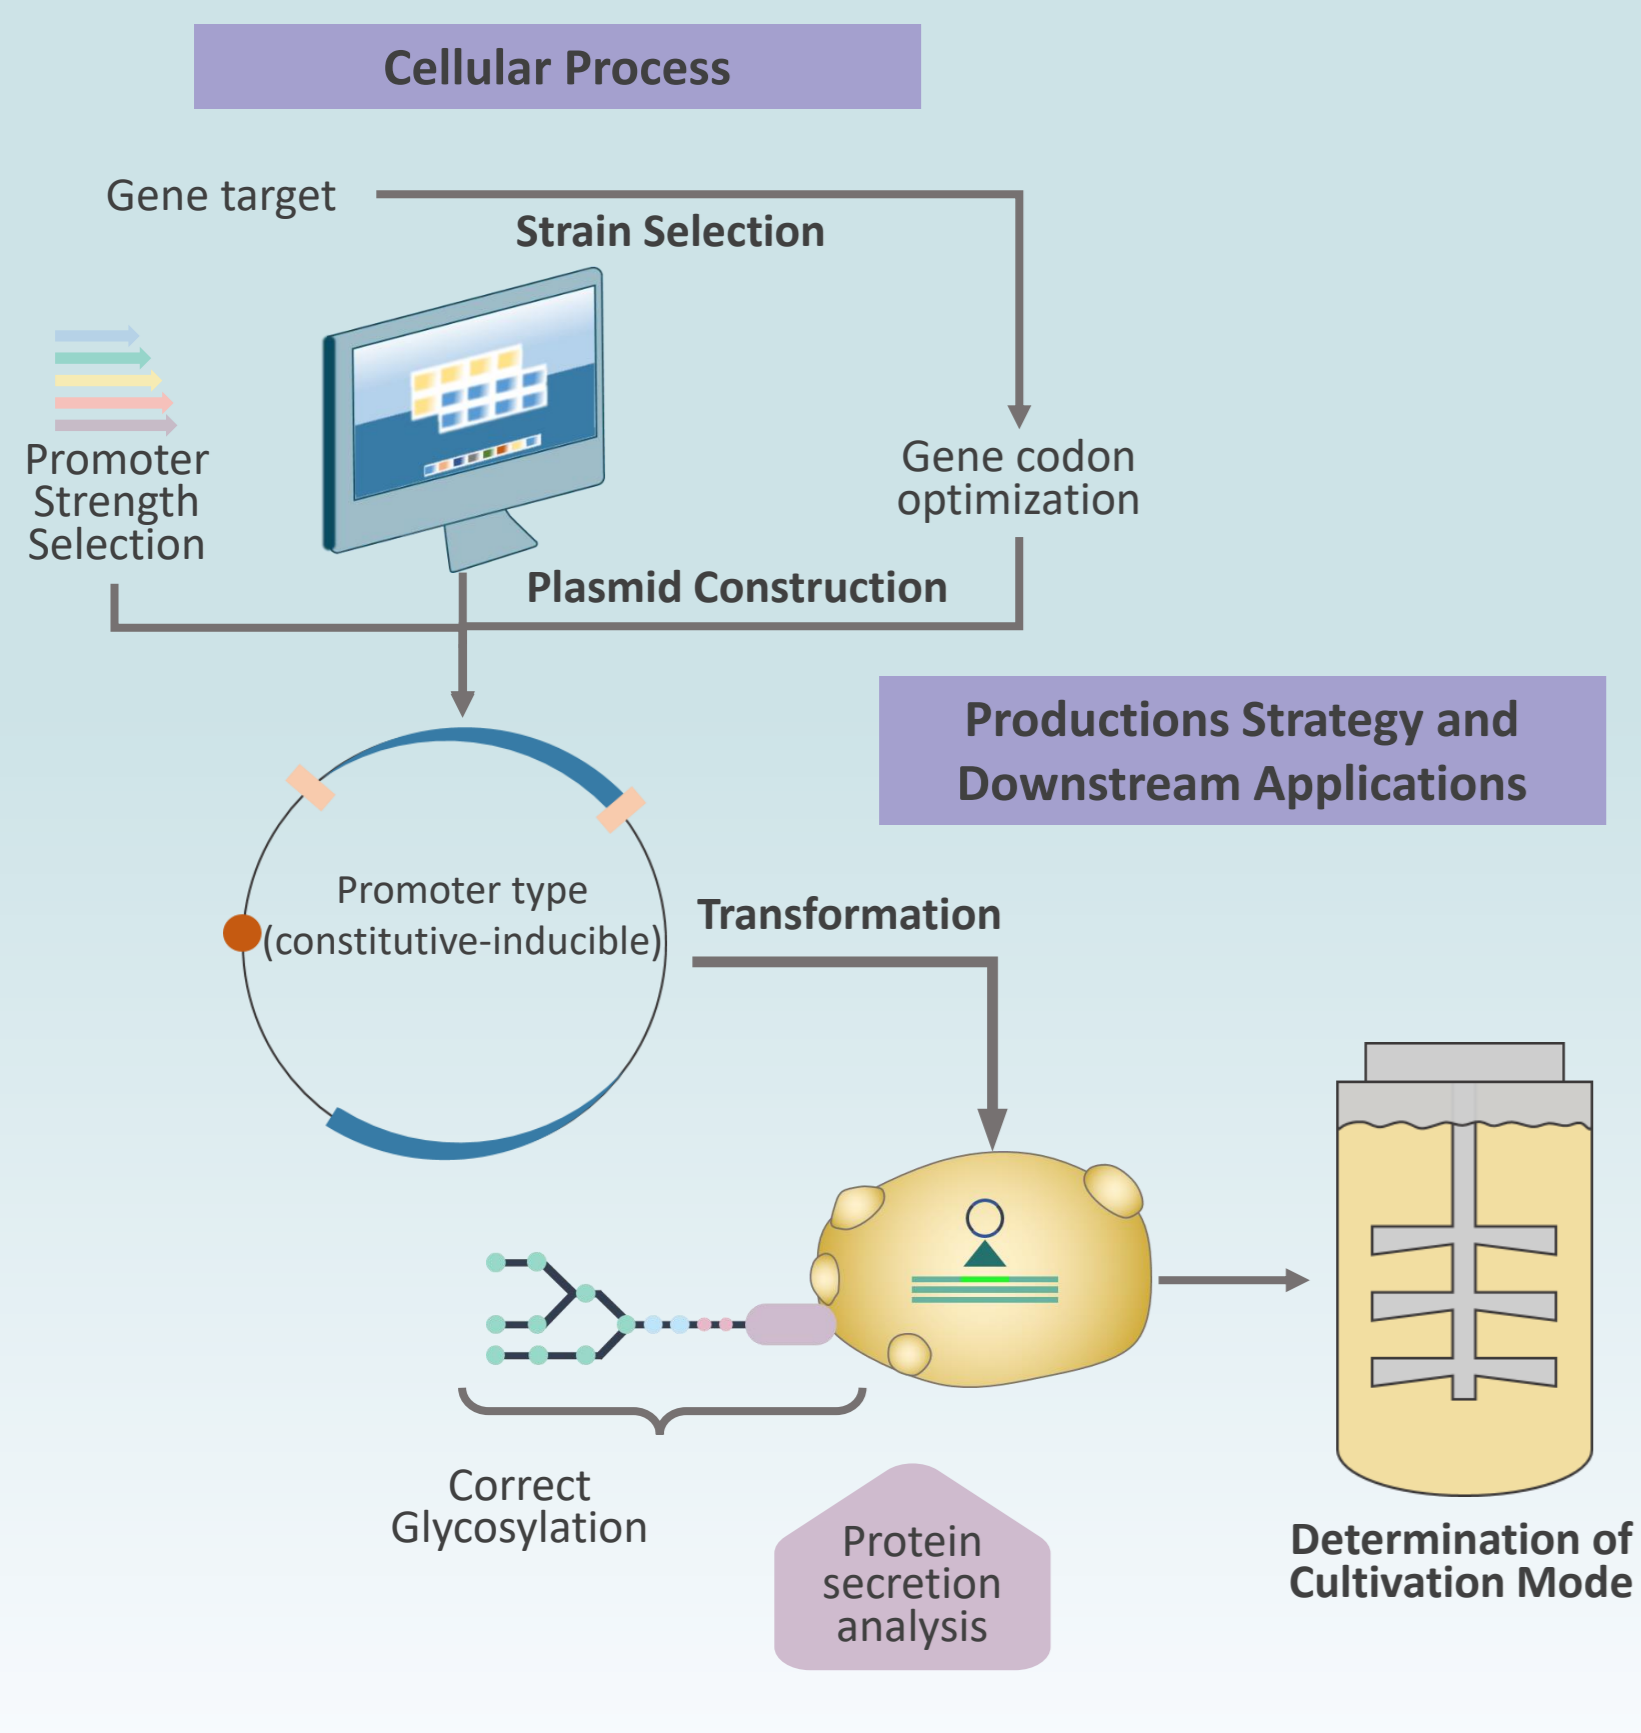 Cellular Process
Gene target
Strain Selection
Promoter
Strength
Selection
Gene codon
optimization
Plasmid Construction
Productions Strategy and
Downstream Applications
Promoter type
(constitutive-inducible)
Transformation
Correct
Glycosylation
Protein
secretion
analysis
Determination of
Cultivation Mode